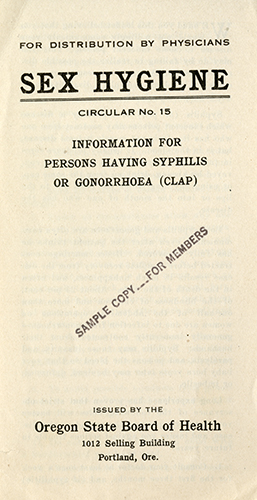 FOR DISTRIBUTION BY PHYSICIANS
SEX HYGIENE
CIRCULAR No. 15
INFORMATION FOR
PERSONS HAVING SYPHILIS
OR GONORRHOEA (CLAP)
SAMPLE COPY....FOR MEMBERS
ISSUED BY THE
Oregon State Board of Health
1012 Selling Building
Portland, Ore.